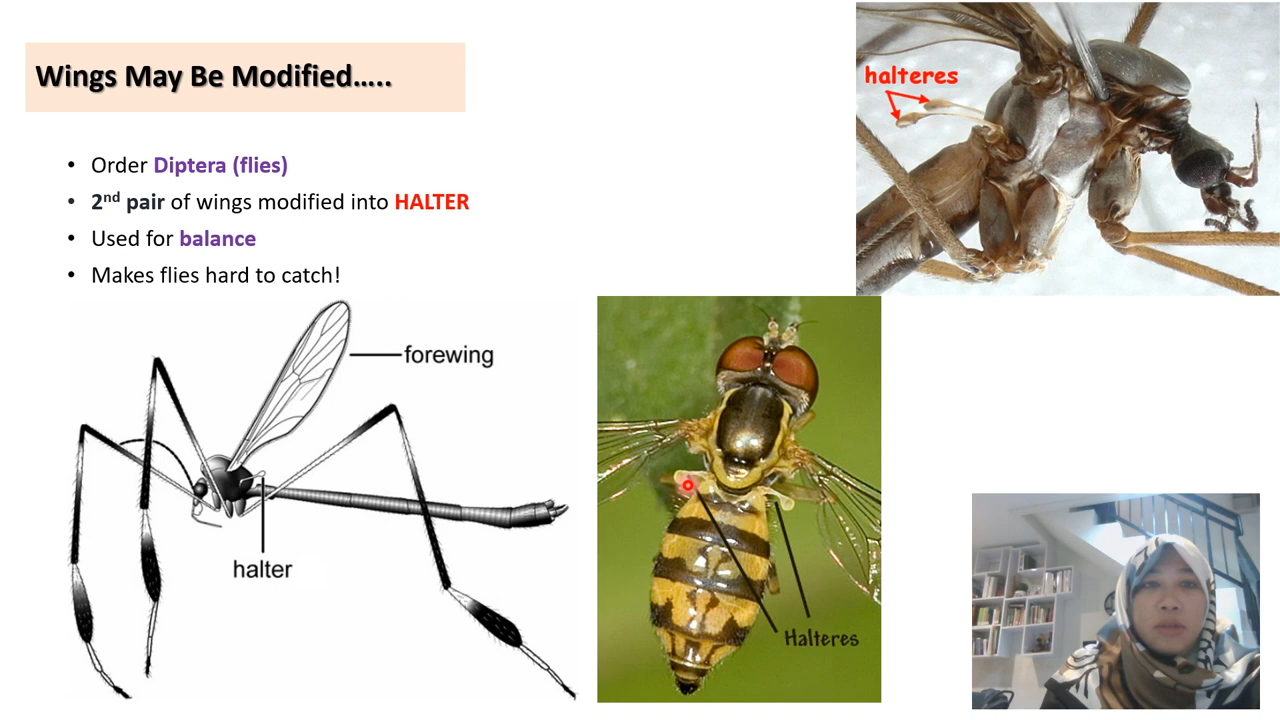 Wings May Be Modified…..
• Order Diptera (flies)
• 2nd pair of wings modified into HALTER
• Used for balance
• Makes flies hard to catch!
halteres
forewing
halter
Halteres